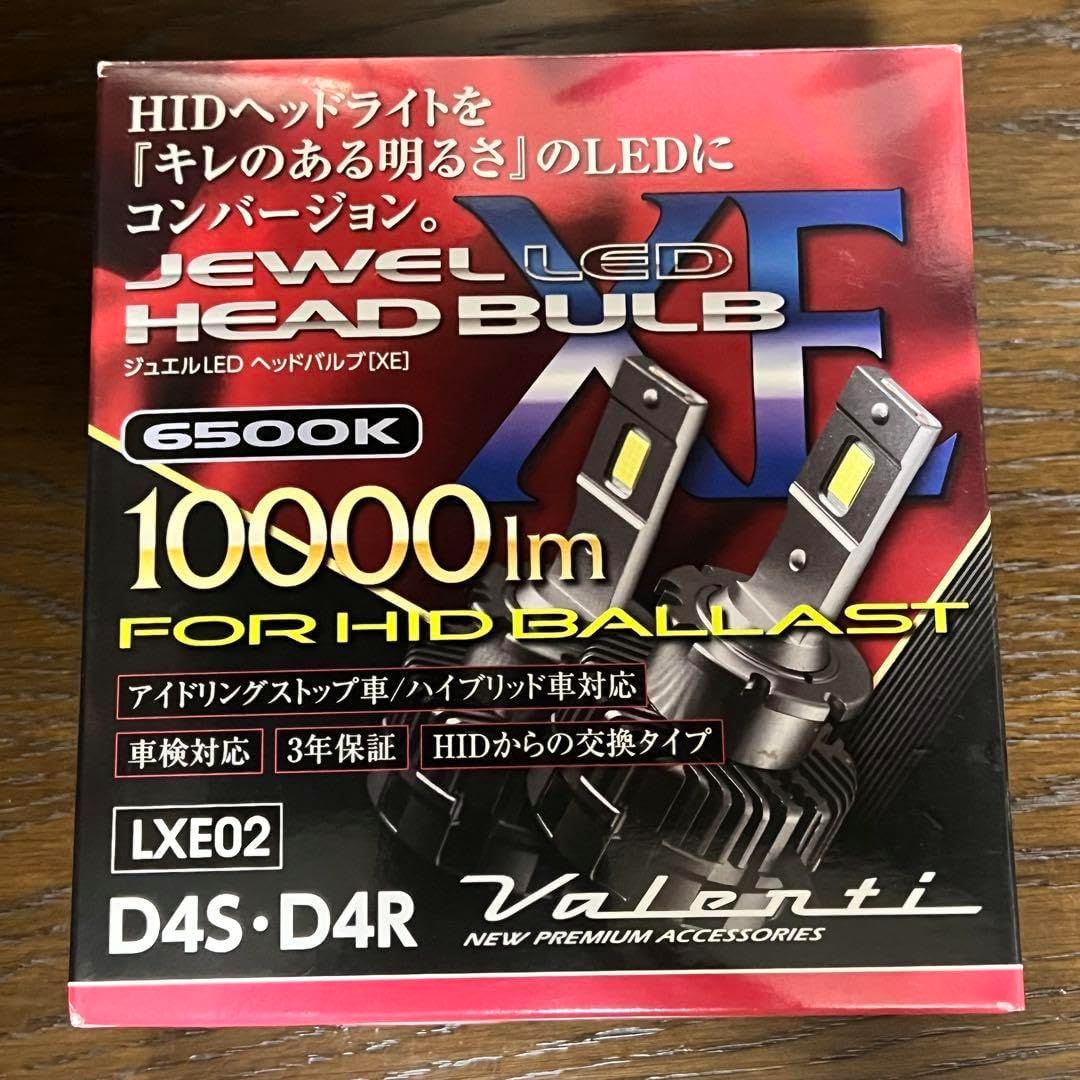 HIDヘッドライトを
『キレのある明るさ』のLEDに
コンバージョン。
XE
JEWEL LED
HEAD BULB
ジュエルLED ヘッドバルブ[XE]
6500K
10000lm
FOR HID BALLAST
アイドリングストップ車/ハイブリッド車対応
車検対応 3年保証 HIDからの交換タイプ
LXE02
D4S・D4R
Valenti
NEW PREMIUM ACCESSORIES